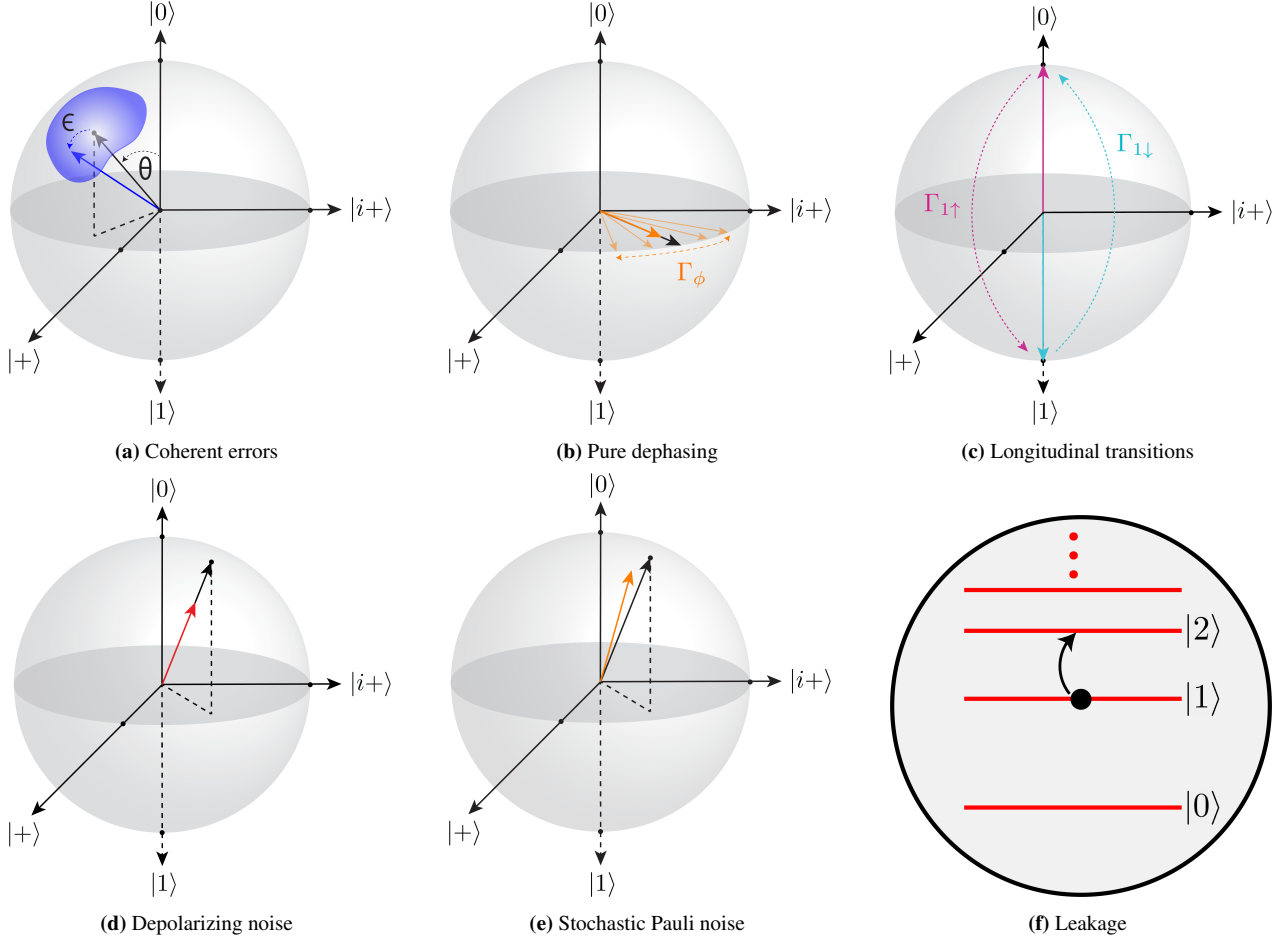 |0⟩
ϵ
θ
|i+⟩
|+⟩
|1⟩
(a) Coherent errors
|0⟩
|i+⟩
Γϕ
|+⟩
|1⟩
(b) Pure dephasing
|0⟩
Γ1↓
Γ1↑
|i+⟩
|+⟩
|1⟩
(c) Longitudinal transitions
|0⟩
|i+⟩
|+⟩
|1⟩
(d) Depolarizing noise
|0⟩
|i+⟩
|+⟩
|1⟩
(e) Stochastic Pauli noise
|2⟩
|1⟩
|0⟩
(f) Leakage